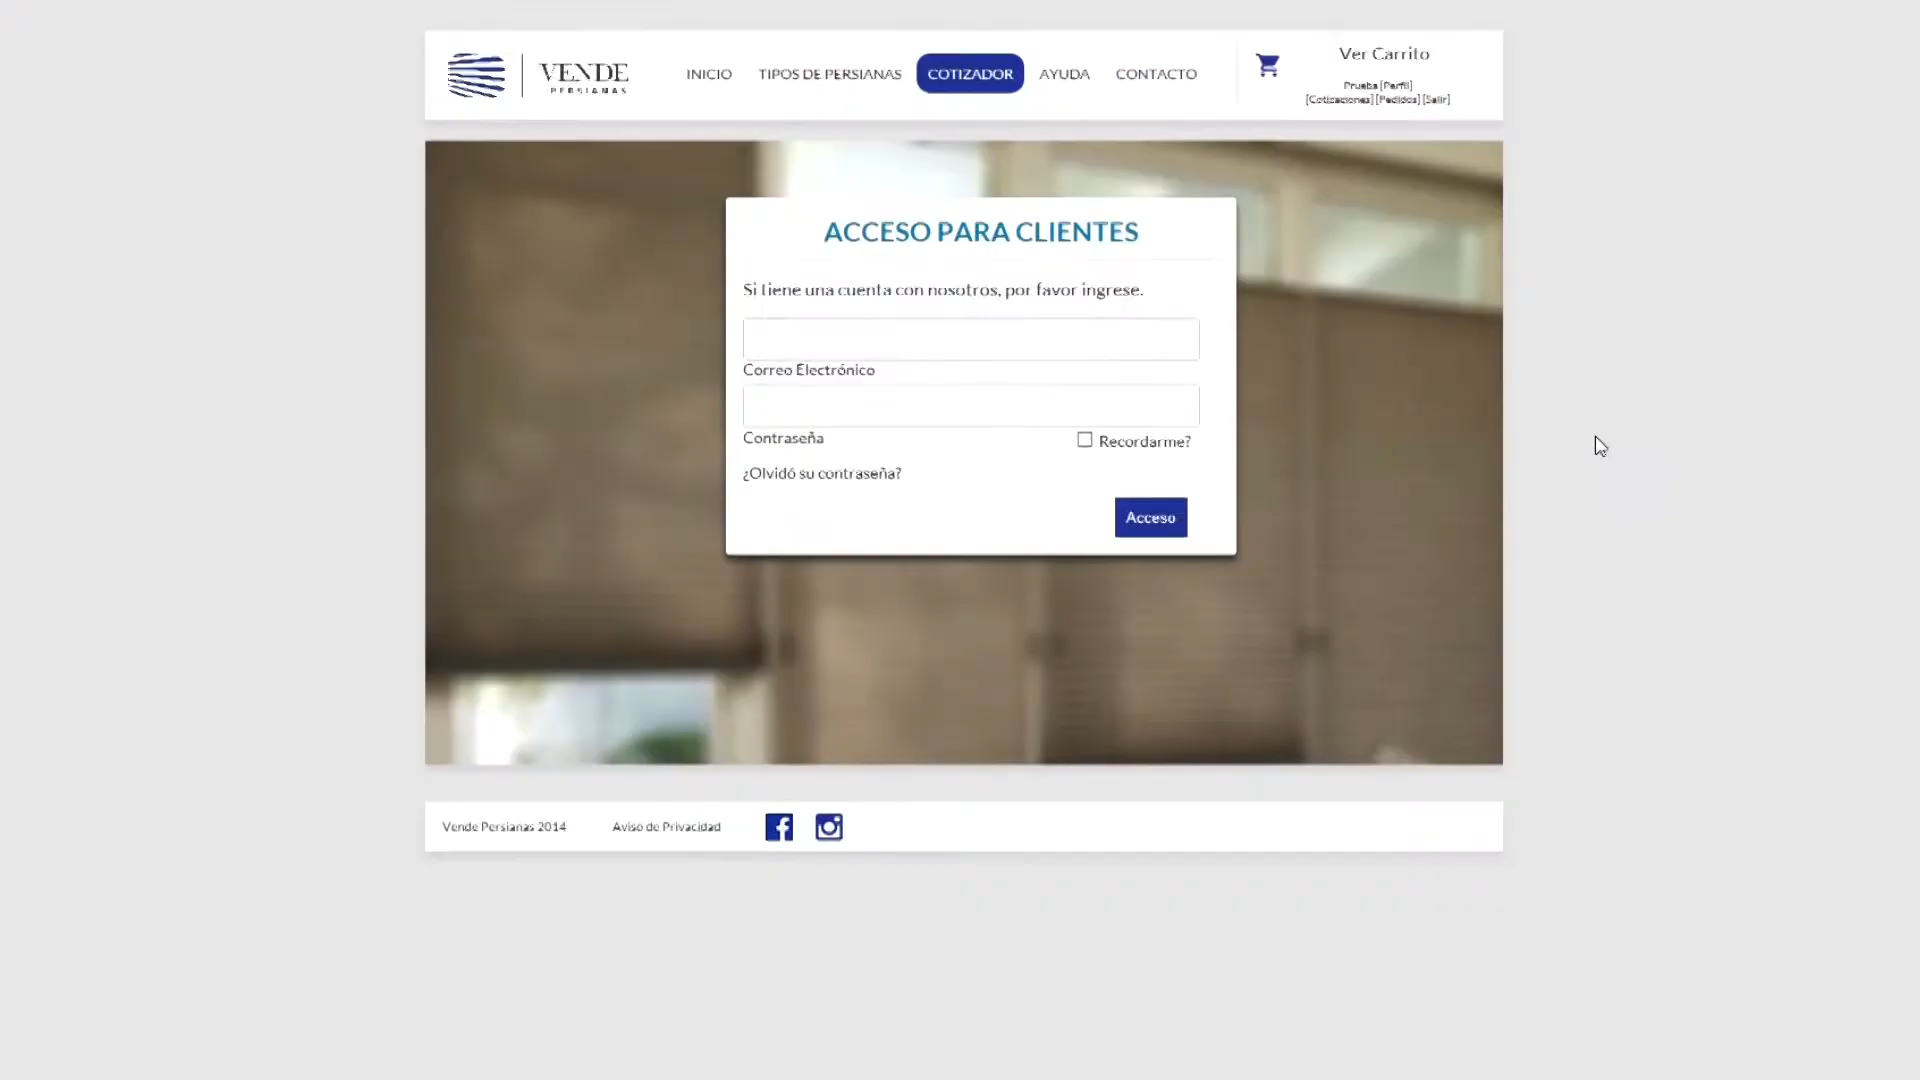 VENDE
PERSIANAS
INICIO
TIPOS DE PERSIANAS
COTIZADOR
AYUDA
CONTACTO
Ver Carrito
Prueba [Perfil]
[Cotizaciones] [Pedidos] [Salir]
ACCESO PARA CLIENTES
Si tiene una cuenta con nosotros, por favor ingrese.
Correo Electrónico
Contraseña
Recordarme?
¿Olvidó su contraseña?
Acceso
Vende Persianas 2014
Aviso de Privacidad